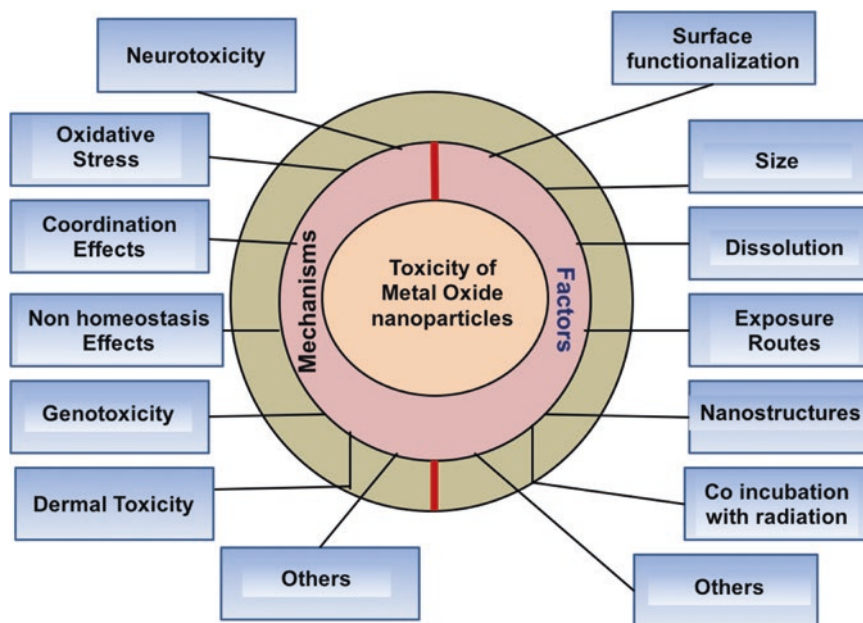 Neurotoxicity
Oxidative
Stress
Coordination
Effects
Non homeostasis
Effects
Genotoxicity
Dermal Toxicity
Others
Mechanisms
Toxicity of
Metal Oxide
nanoparticles
Factors
Surface
functionalization
Size
Dissolution
Exposure
Routes
Nanostructures
Co incubation
with radiation
Others